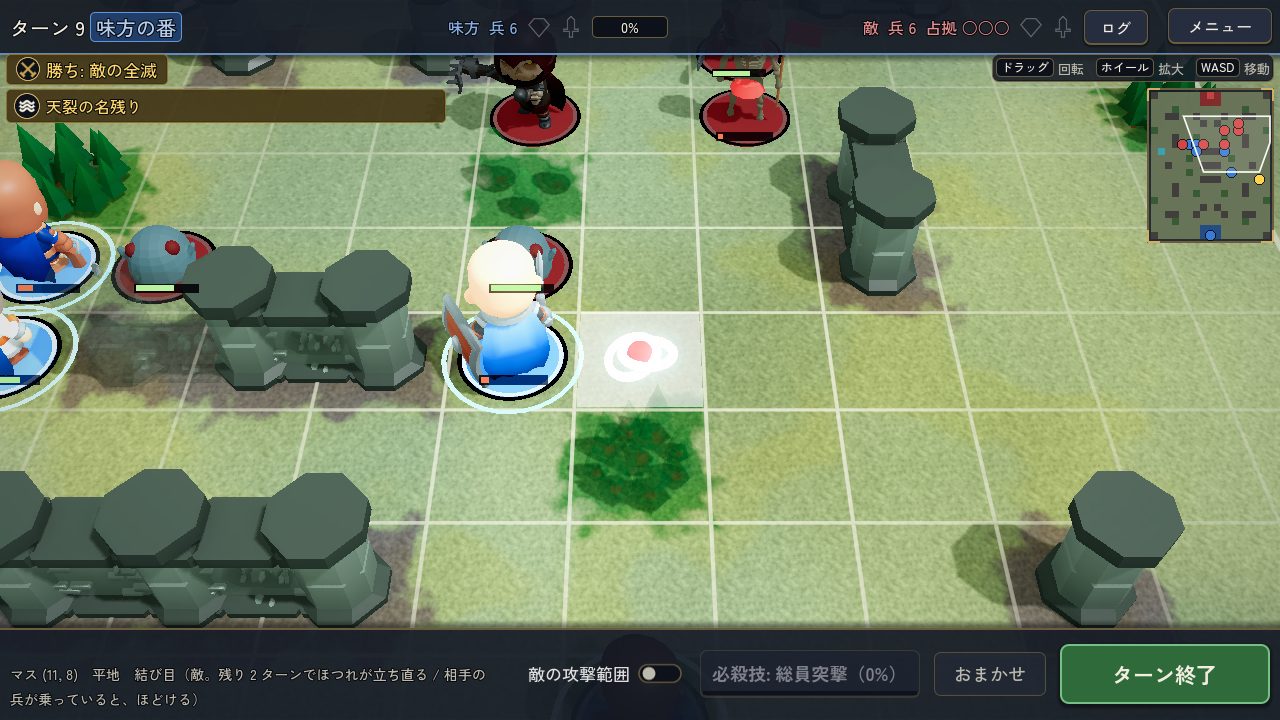 ターン 9 味方の番
味方 兵 6
0%
敵 兵 6 占拠 〇〇〇
ログ
メニュー
勝ち: 敵の全滅
天裂の名残り
ドラッグ 回転 ホイール 拡大 WASD 移動
マス (11, 8) 平地 結び目 (敵。残り 2 ターンでほつれが立ち直る / 相手の
兵が乗っていると、ほどける)
敵の攻撃範囲
必殺技: 総員突撃 (0%)
おまかせ
ターン終了